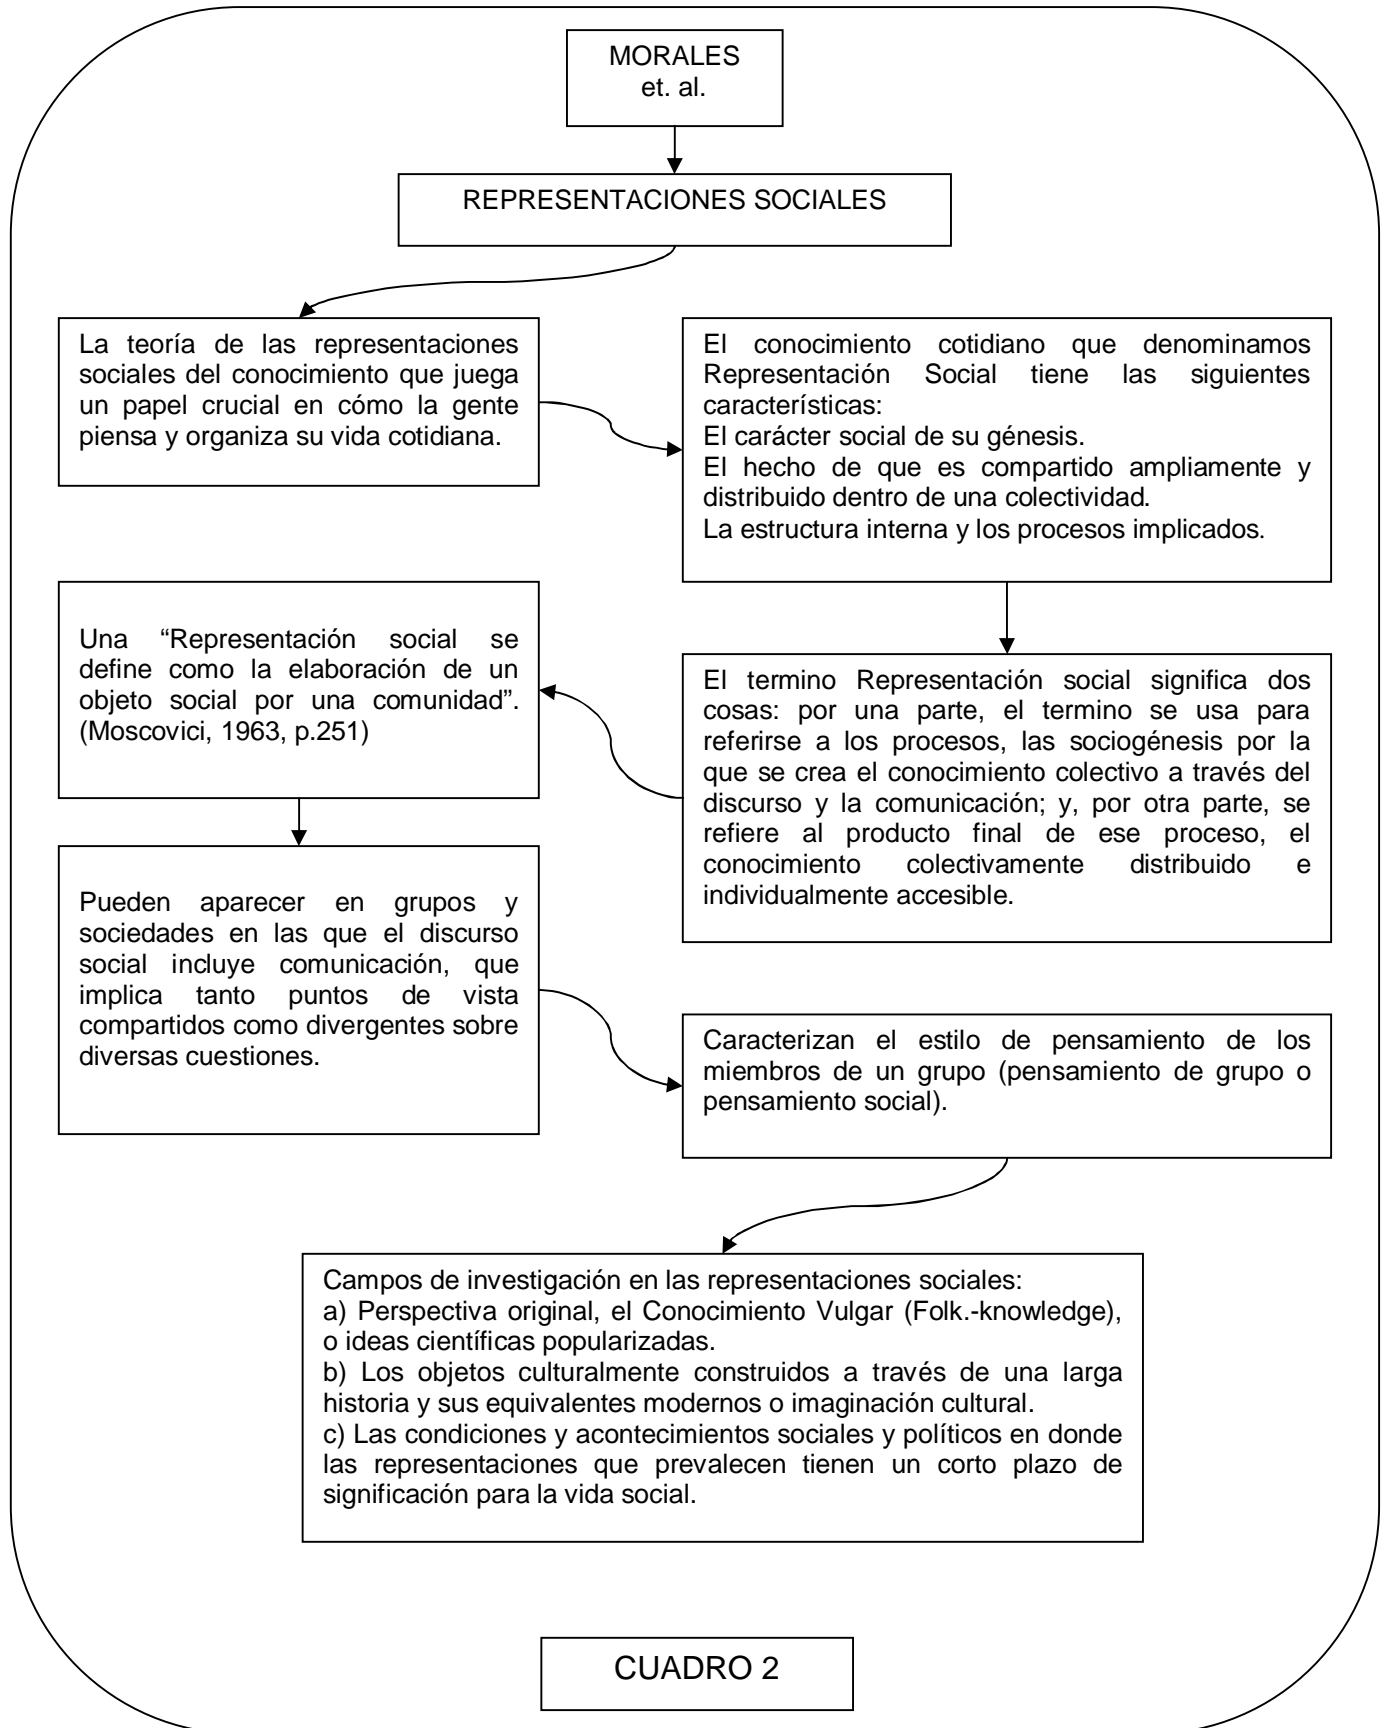 MORALES
et. al.
REPRESENTACIONES SOCIALES
La teoría de las representaciones
sociales del conocimiento que juega
un papel crucial en cómo la gente
piensa y organiza su vida cotidiana.
El conocimiento cotidiano que denominamos
Representación Social tiene las siguientes
características:
El carácter social de su génesis.
El hecho de que es compartido ampliamente y
distribuido dentro de una colectividad.
La estructura interna y los procesos implicados.
El termino Representación social significa dos
cosas: por una parte, el termino se usa para
referirse a los procesos, las sociogénesis por la
que se crea el conocimiento colectivo a través del
discurso y la comunicación; y, por otra parte, se
refiere al producto final de ese proceso, el
conocimiento colectivamente distribuido e
individualmente accesible.
Una “Representación social se
define como la elaboración de un
objeto social por una comunidad”.
(Moscovici, 1963, p.251)
Pueden aparecer en grupos y
sociedades en las que el discurso
social incluye comunicación, que
implica tanto puntos de vista
compartidos como divergentes sobre
diversas cuestiones.
Caracterizan el estilo de pensamiento de los
miembros de un grupo (pensamiento de grupo o
pensamiento social).
Campos de investigación en las representaciones sociales:
a) Perspectiva original, el Conocimiento Vulgar (Folk.-knowledge),
o ideas científicas popularizadas.
b) Los objetos culturalmente construidos a través de una larga
historia y sus equivalentes modernos o imaginación cultural.
c) Las condiciones y acontecimientos sociales y políticos en donde
las representaciones que prevalecen tienen un corto plazo de
significación para la vida social.
CUADRO 2